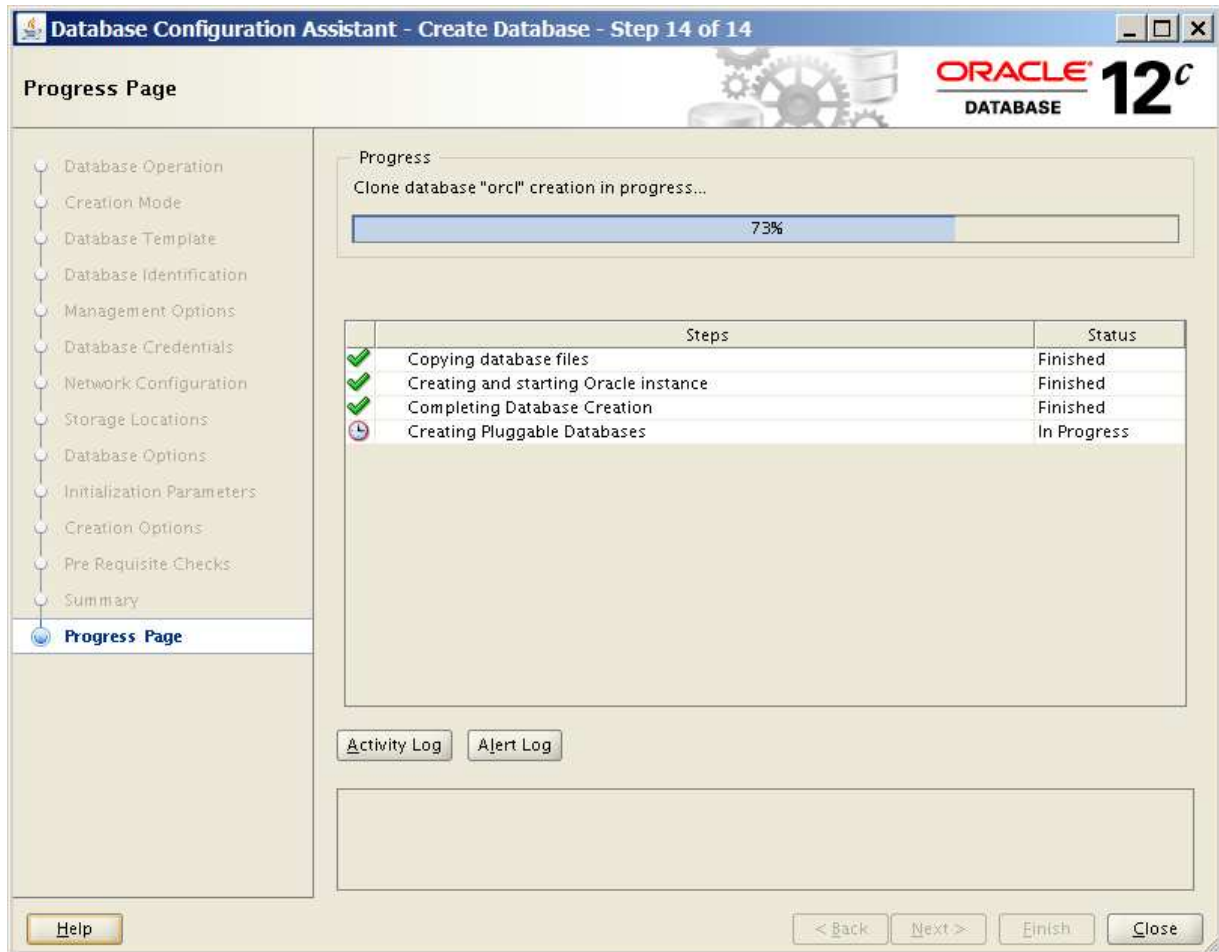 Database Configuration Assistant - Create Database - Step 14 of 14
Progress Page
ORACLE®
DATABASE
12c
Database Operation
Creation Mode
Database Template
Database Identification
Management Options
Database Credentials
Network Configuration
Storage Locations
Database Options
Initialization Parameters
Creation Options
Pre Requisite Checks
Summary
Progress Page
Progress
Clone database "orcl" creation in progress...
73%
Steps Status
Copying database files Finished
Creating and starting Oracle instance Finished
Completing Database Creation Finished
Creating Pluggable Databases In Progress
Activity Log Alert Log
Help < Back Next > Finish Close